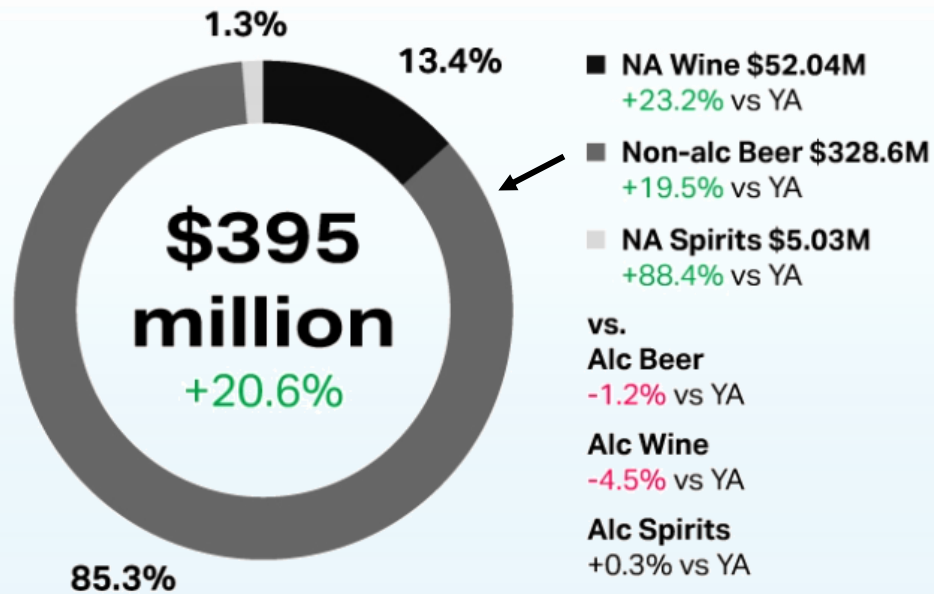 1.3%
13.4%
$395
million
+20.6%
85.3%
NA Wine $52.04M
+23.2% vs YA
Non-alc Beer $328.6M
+19.5% vs YA
NA Spirits $5.03M
+88.4% vs YA
vs.
Alc Beer
-1.2% vs YA
Alc Wine
-4.5% vs YA
Alc Spirits
+0.3% vs YA